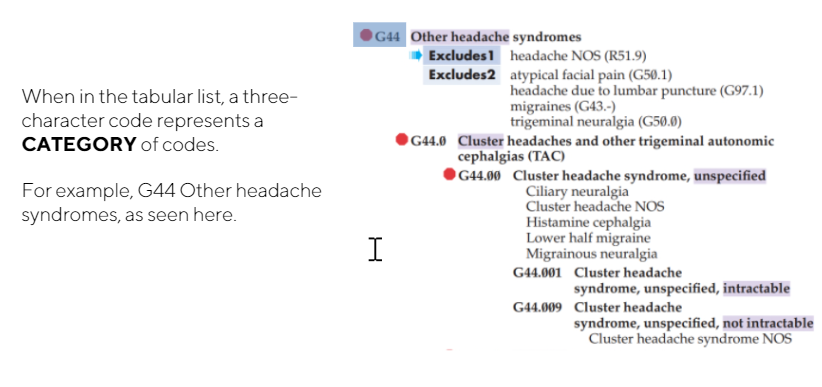 When in the tabular list, a three-
character code represents a
CATEGORY of codes.
For example, G44 Other headache
syndromes, as seen here.
G44 Other headache syndromes
Excludes1 headache NOS (R51.9)
Excludes2 atypical facial pain (G50.1)
headache due to lumbar puncture (G97.1)
migraines (G43.-)
trigeminal neuralgia (G50.0)
G44.0 Cluster headaches and other trigeminal autonomic
cephalgias (TAC)
G44.00 Cluster headache syndrome, unspecified
Ciliary neuralgia
Cluster headache NOS
Histamine cephalgia
Lower half migraine
Migrainous neuralgia
G44.001 Cluster headache
syndrome, unspecified, intractable
G44.009 Cluster headache
syndrome, unspecified, not intractable
Cluster headache syndrome NOS